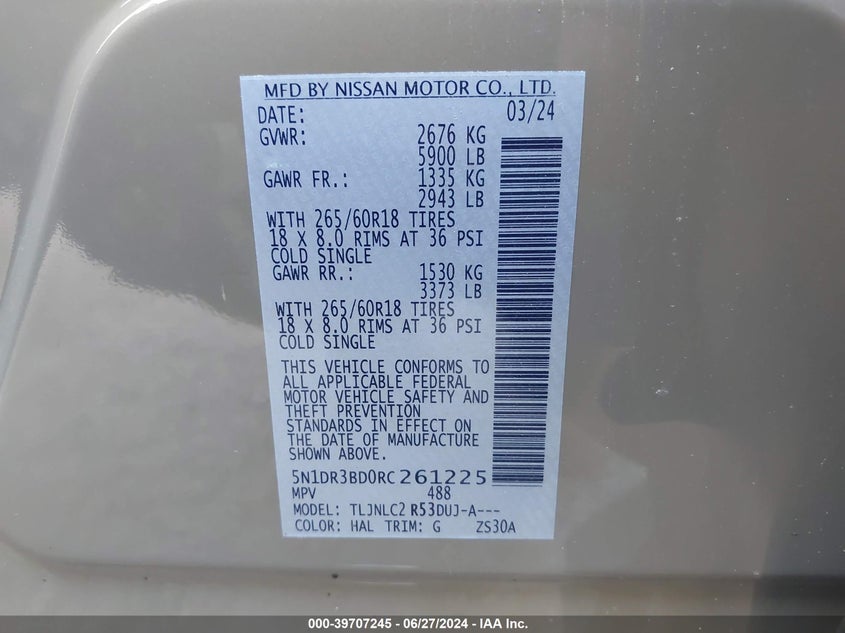 MFD BY NISSAN MOTOR CO., LTD.
DATE: 03/24
GVWR: 2676 KG
5900 LB
GAWR FR.: 1335 KG
2943 LB
WITH 265/60R18 TIRES
18 X 8.0 RIMS AT 36 PSI
COLD SINGLE
GAWR RR.: 1530 KG
3373 LB
WITH 265/60R18 TIRES
18 X 8.0 RIMS AT 36 PSI
COLD SINGLE
THIS VEHICLE CONFORMS TO
ALL APPLICABLE FEDERAL
MOTOR VEHICLE SAFETY AND
THEFT PREVENTION
STANDARDS IN EFFECT ON
THE DATE OF MANUFACTURE
SHOWN ABOVE.
5N1DR3BD0RC261225
MPV 488
MODEL: TLJNLC2 R53DUJ-A---
COLOR: HAL TRIM: G ZS30A
000-39707245 - 06/27/2024 - IAA Inc.